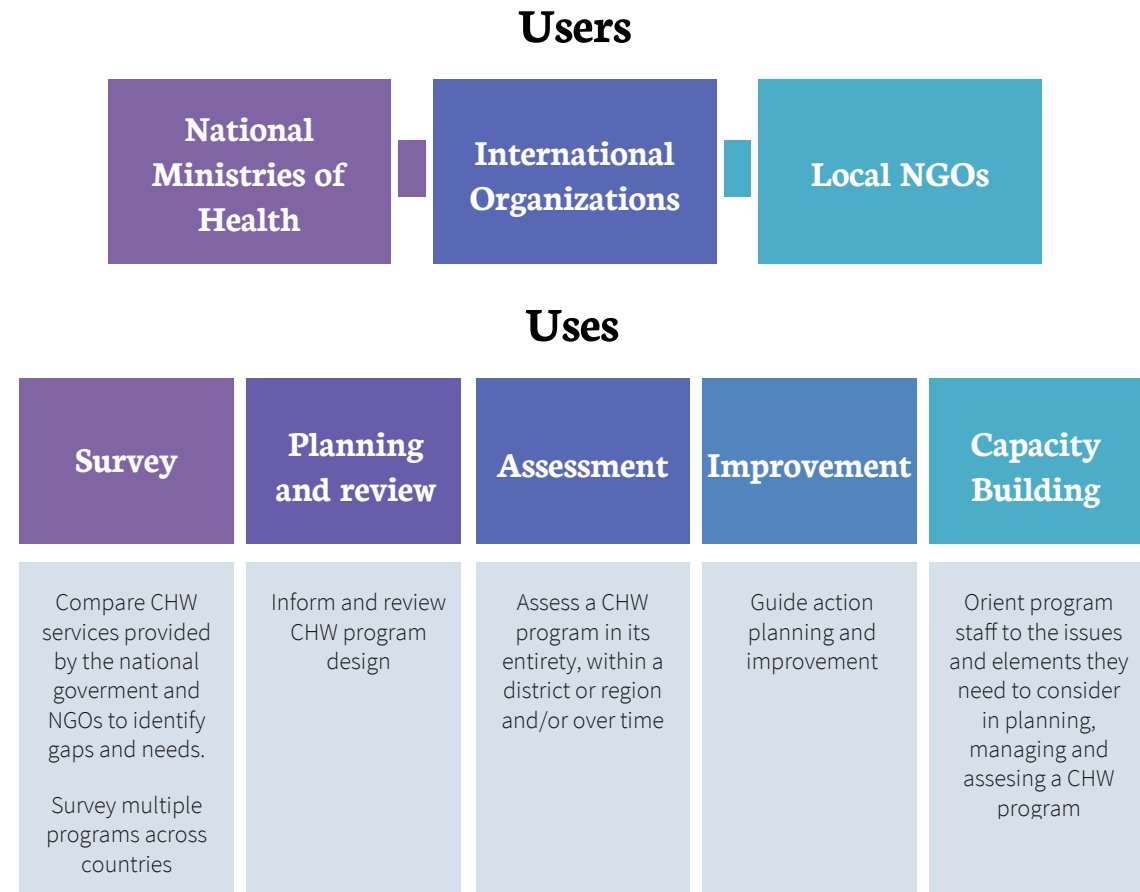 Users
National
Ministries of
Health
International
Organizations
Local NGOs
Uses
Survey
Planning
and review
Assessment
Improvement
Capacity
Building
Compare CHW
services provided
by the national
goverment and
NGOs to identify
gaps and needs.
Survey multiple
programs across
countries
Inform and review
CHW program
design
Assess a CHW
program in its
entirety, within a
district or region
and/or over time
Guide action
planning and
improvement
Orient program
staff to the issues
and elements they
need to consider
in planning,
managing and
assesing a CHW
program